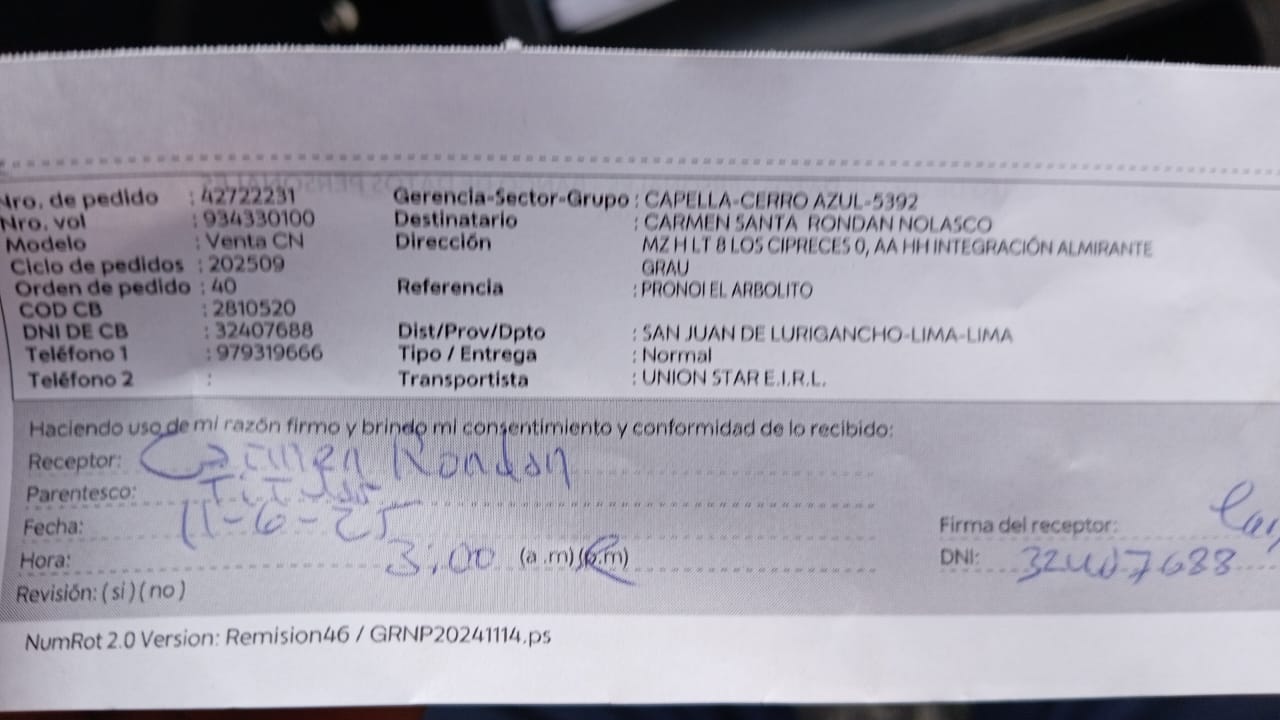 Nro. de pedido : 42722231 Gerencia-Sector-Grupo : CAPELLA-CERRO AZUL-5392
Nro. vol : 934330100 Destinatario : CARMEN SANTA RONDAN NOLASCO
Modelo : Venta CN Dirección MZ H LT 8 LOS CIPRECES 0, AA HH INTEGRACIÓN ALMIRANTE
Ciclo de pedidos : 202509 GRAU
Orden de pedido : 40 Referencia : PRONOI EL ARBOLITO
COD CB : 2810520
DNI DE CB : 32407688 Dist/Prov/Dpto : SAN JUAN DE LURIGANCHO-LIMA-LIMA
Teléfono 1 : 979319666 Tipo / Entrega : Normal
Teléfono 2 : Transportista : UNION STAR E.I.R.L.
Haciendo uso de mi razón firmo y brindo mi consentimiento y conformidad de lo recibido:
Receptor: Carmen Rondan
Parentesco: Titular
Fecha: 11-6-25 Firma del receptor:
Hora: 3:00 (a.m)(p.m) DNI: 32407688
Revisión: (si)(no)
NumRot 2.0 Version: Remision46 / GRNP20241114.ps